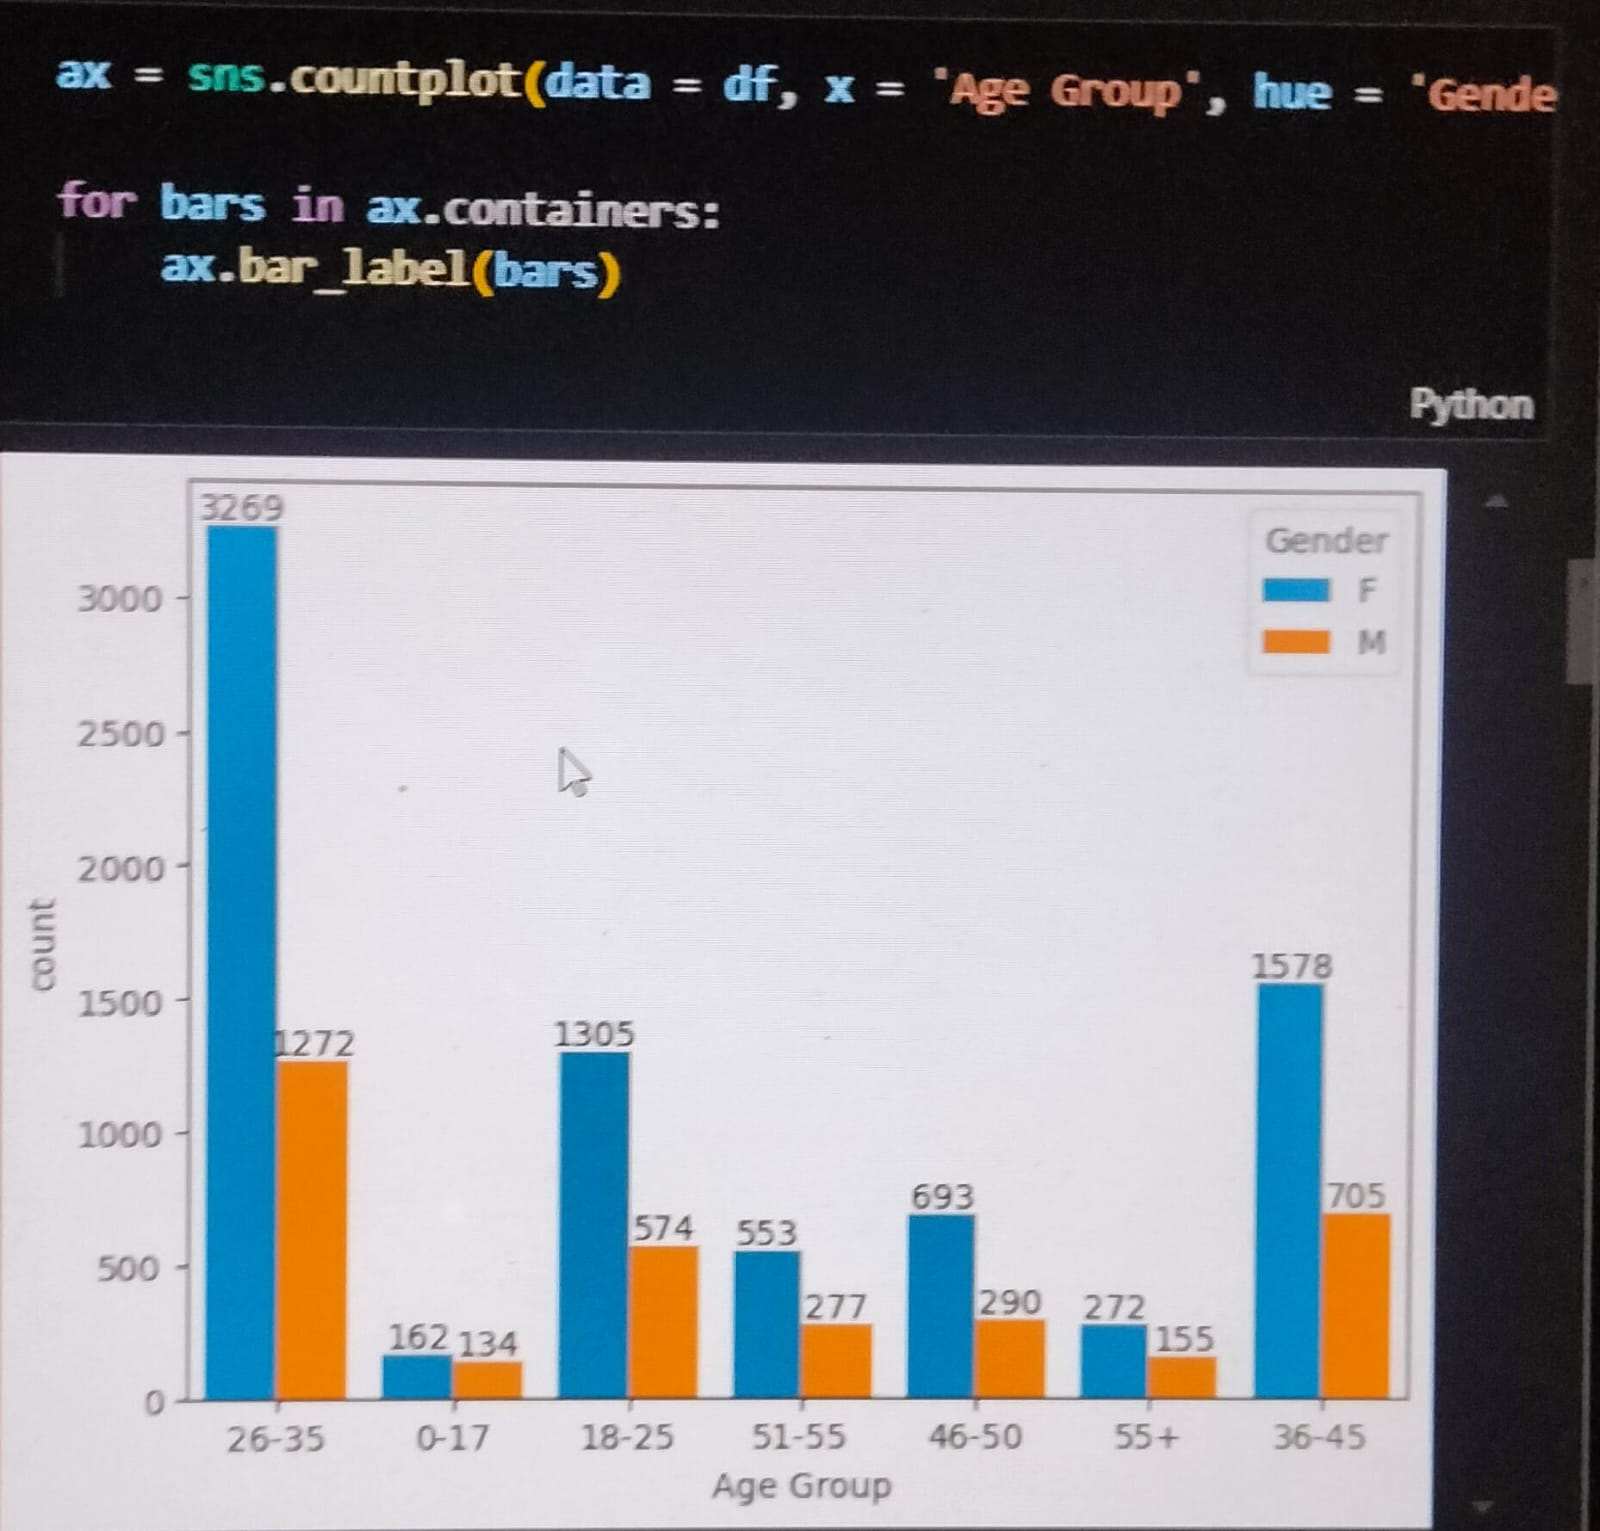 ax = sns.countplot(data = df, x = 'Age Group', hue = 'Gende
for bars in ax.containers:
ax.bar_label(bars)
Python
3269
Gender
F
M
3000
2500
2000
count
1578
1500
1272
1305
1000
705
693
574
553
500
277
290
272
162
134
155
0
26-35 0-17 18-25 51-55 46-50 55+ 36-45
Age Group